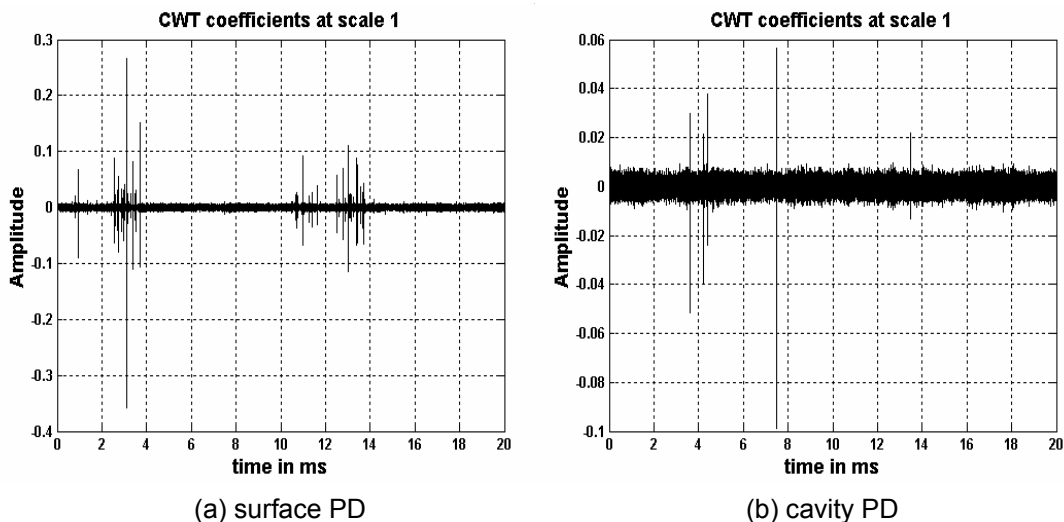 CWT coefficients at scale 1
0.3
0.2
0.1
0
-0.1
-0.2
-0.3
-0.4
Amplitude
0 2 4 6 8 10 12 14 16 18 20
time in ms
(a) surface PD
CWT coefficients at scale 1
0.06
0.04
0.02
0
-0.02
-0.04
-0.06
-0.08
-0.1
Amplitude
0 2 4 6 8 10 12 14 16 18 20
time in ms
(b) cavity PD